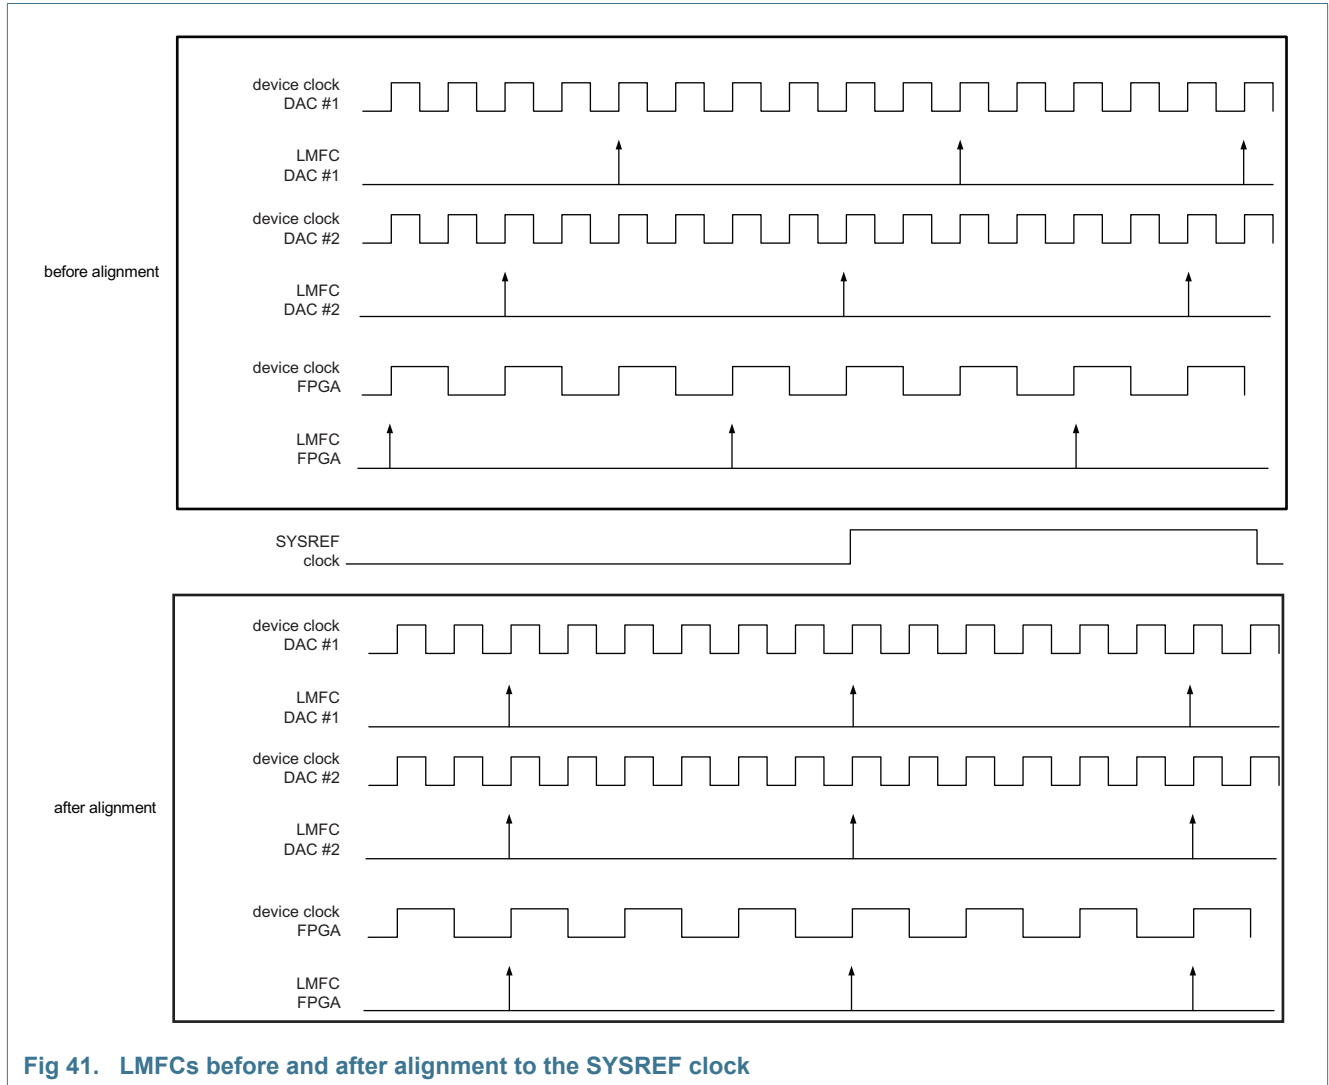 device clock
DAC #1
LMFC
DAC #1
device clock
DAC #2
before alignment
LMFC
DAC #2
device clock
FPGA
LMFC
FPGA
SYSREF
clock
device clock
DAC #1
LMFC
DAC #1
device clock
DAC #2
after alignment
LMFC
DAC #2
device clock
FPGA
LMFC
FPGA
Fig 41. LMFCs before and after alignment to the SYSREF clock